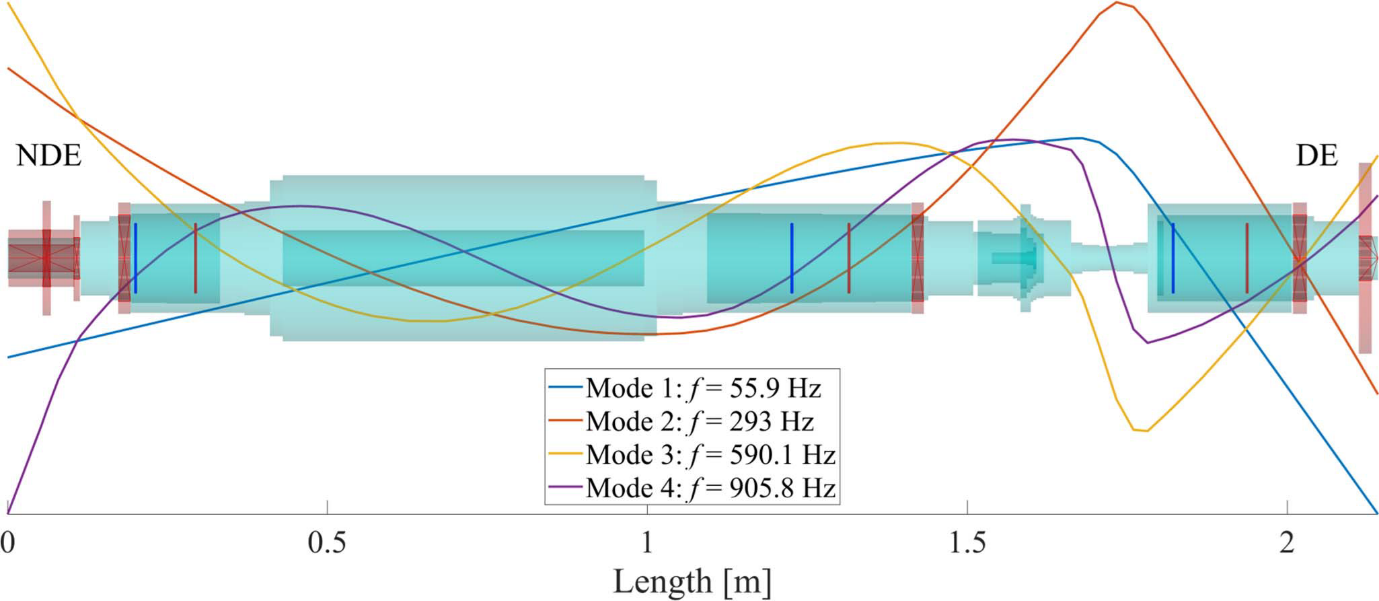 NDE
DE
Mode 1: f = 55.9 Hz
Mode 2: f = 293 Hz
Mode 3: f = 590.1 Hz
Mode 4: f = 905.8 Hz
0 0.5 1 1.5 2
Length [m]